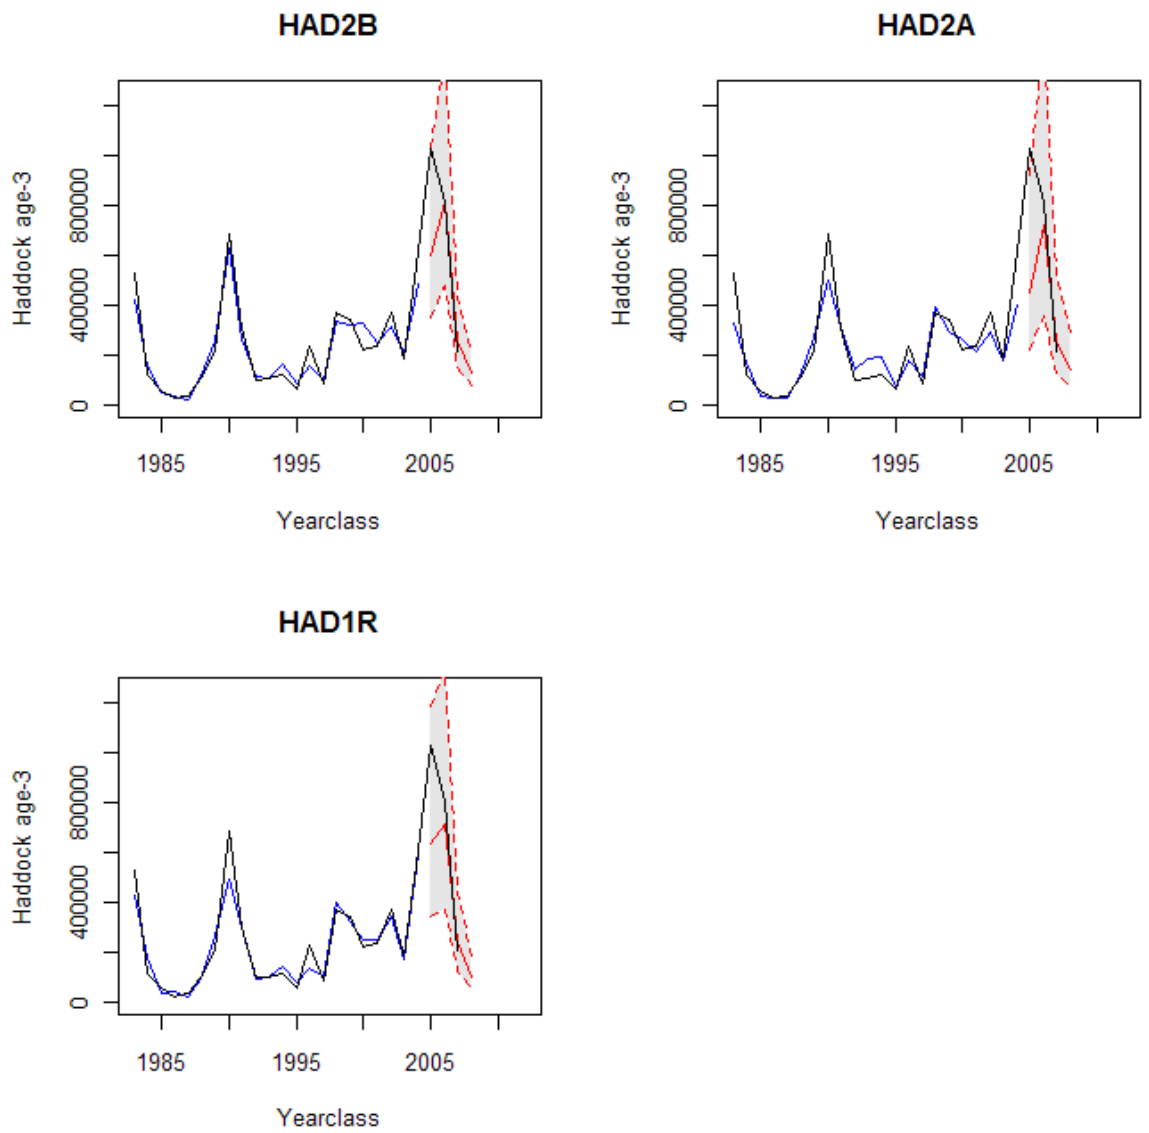 HAD2B
Haddock age-3
0 400000 800000
1985 1995 2005
Yearclass
HAD2A
Haddock age-3
0 400000 800000
1985 1995 2005
Yearclass
HAD1R
Haddock age-3
0 400000 800000
1985 1995 2005
Yearclass